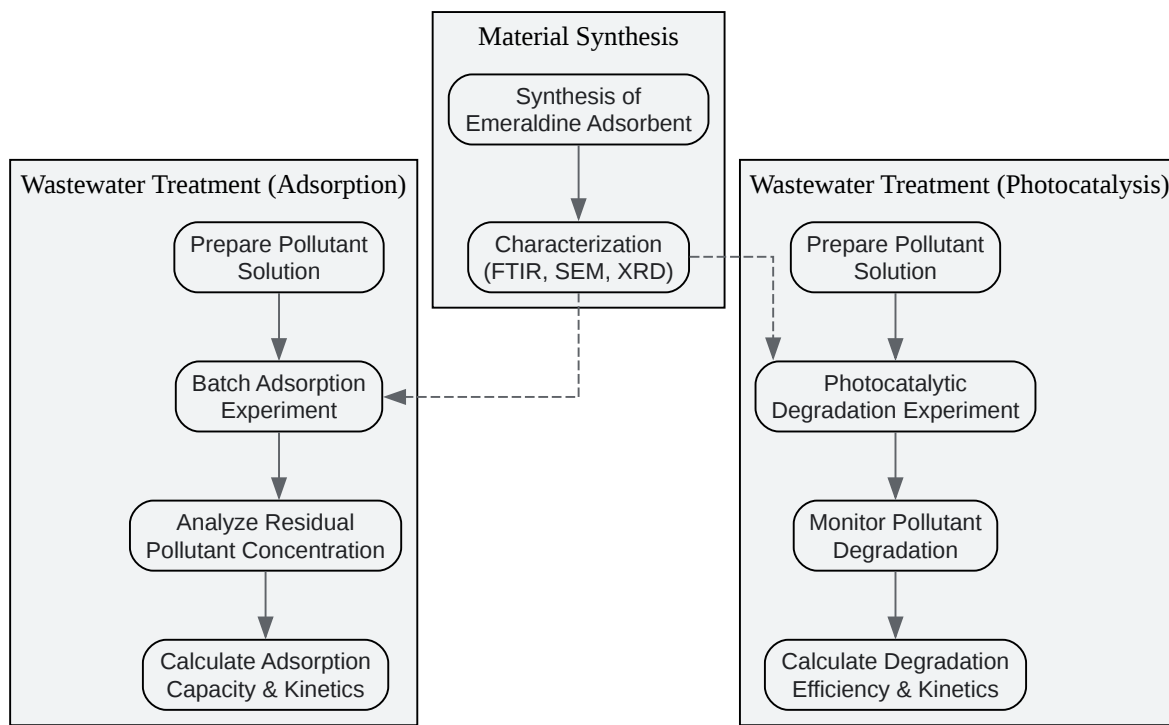 Material Synthesis
Synthesis of
Emeraldine Adsorbent
Characterization
(FTIR, SEM, XRD)
Wastewater Treatment (Adsorption)
Prepare Pollutant
Solution
Batch Adsorption
Experiment
Analyze Residual
Pollutant Concentration
Calculate Adsorption
Capacity & Kinetics
Wastewater Treatment (Photocatalysis)
Prepare Pollutant
Solution
Photocatalytic
Degradation Experiment
Monitor Pollutant
Degradation
Calculate Degradation
Efficiency & Kinetics